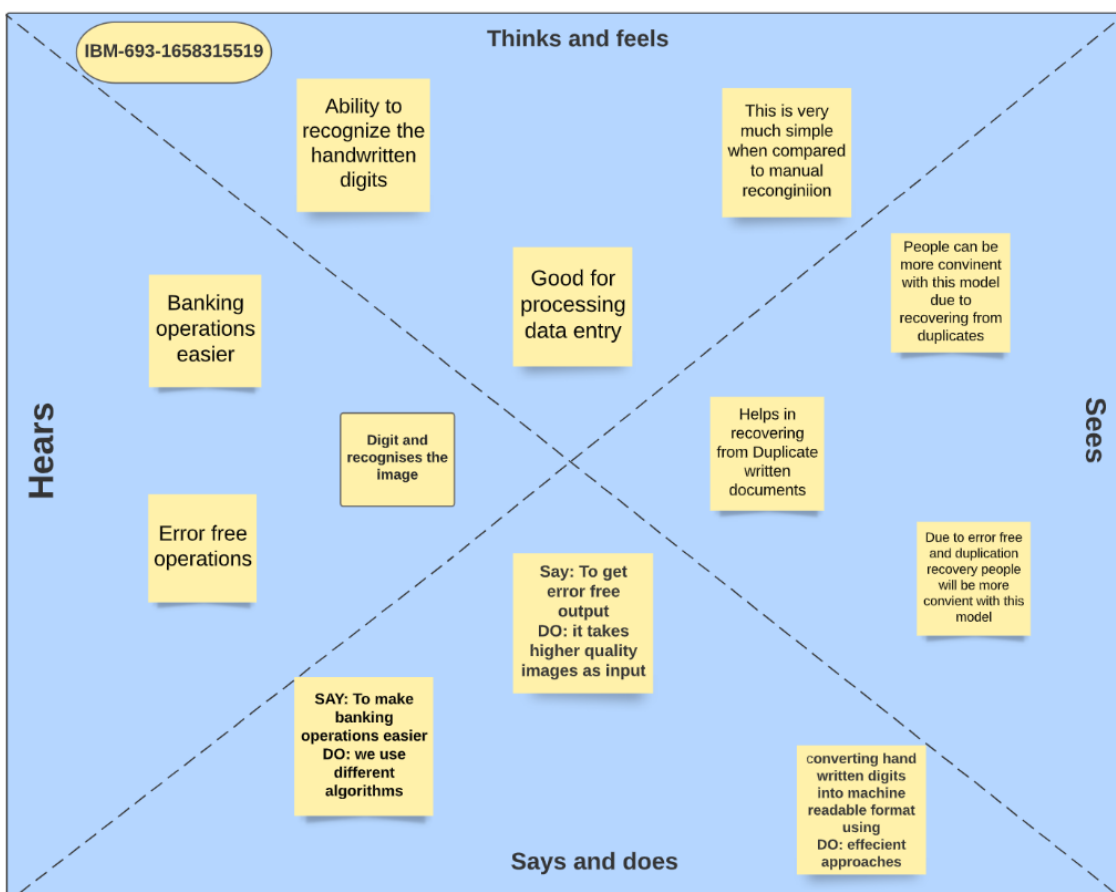 IBM-693-1658315519
Thinks and feels
Ability to
recognize the
handwritten
digits
This is very
much simple
when compared
to manual
reconginiion
Good for
processing
data entry
People can be
more convinent
with this model
due to
recovering from
duplicates
Banking
operations
easier
Hears
Digit and
recognises the
image
Error free
operations
Helps in
recovering
from Duplicate
written
documents
Sees
Due to error free
and duplication
recovery people
will be more
convient with this
model
Say: To get
error free
output
DO: it takes
higher quality
images as input
SAY: To make
banking
operations easier
DO: we use
different
algorithms
converting hand
written digits
into machine
readable format
using
DO: effecient
approaches
Says and does